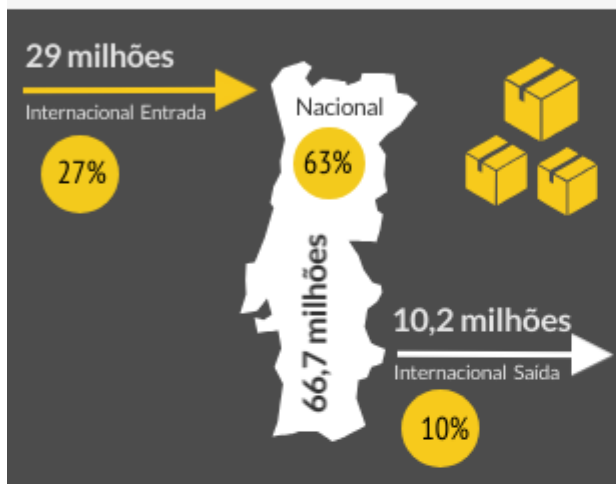 29 milhões
Internacional Entrada
27%
Nacional
63%
66,7 milhões
10,2 milhões
Internacional Saída
10%